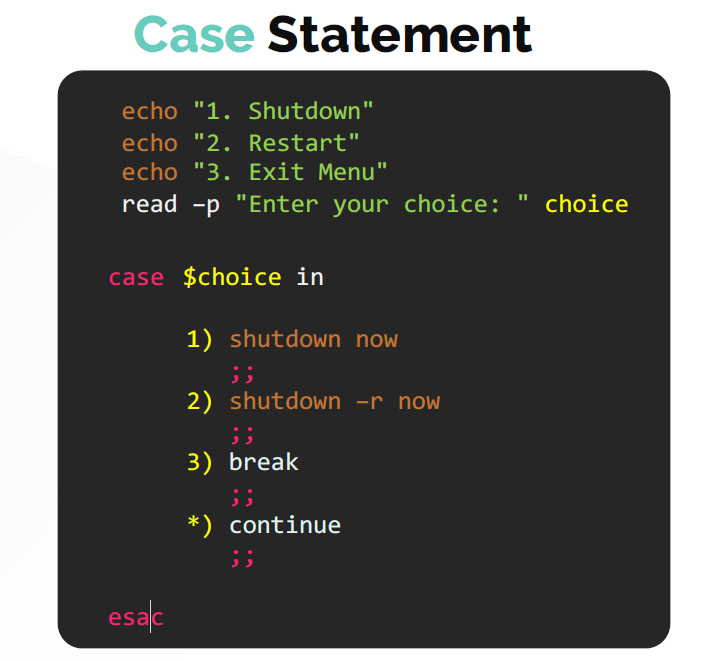 Case Statement
echo "1. Shutdown"
echo "2. Restart"
echo "3. Exit Menu"
read –p "Enter your choice: " choice
case $choice in
1) shutdown now
;;
2) shutdown –r now
;;
3) break
;;
*) continue
;;
esac